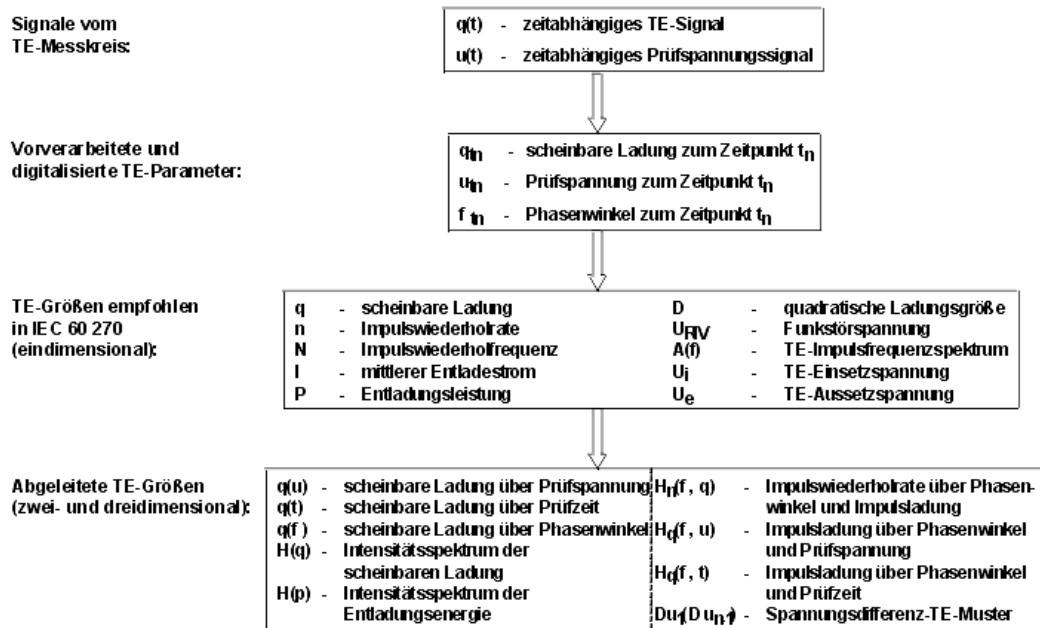 Signale vom
TE-Messkreis:
q(t) - zeitabhängiges TE-Signal
u(t) - zeitabhängiges Prüfspannungssignal
Vorverarbeitete und
digitalisierte TE-Parameter:
qtn - scheinbare Ladung zum Zeitpunkt tn
utn - Prüfspannung zum Zeitpunkt tn
f tn - Phasenwinkel zum Zeitpunkt tn
TE-Größen empfohlen
in IEC 60 270
(eindimensional):
q - scheinbare Ladung
n - Impulswiederholrate
N - Impulswiederholfrequenz
I - mittlerer Entladestrom
P - Entladungsleistung
D - quadratische Ladungsgröße
URIV - Funkstörspannung
A(f) - TE-Impulsfrequenzspektrum
Ui - TE-Einsetzspannung
Ue - TE-Aussetzspannung
Abgeleitete TE-Größen
(zwei- und dreidimensional):
q(u) - scheinbare Ladung über Prüfspannung
q(t) - scheinbare Ladung über Prüfzeit
q(f ) - scheinbare Ladung über Phasenwinkel
H(q) - Intensitätsspektrum der
scheinbaren Ladung
H(p) - Intensitätsspektrum der
Entladungsenergie
Hn(f , q) - Impulswiederholrate über Phasen-
winkel und Impulsladung
Hq(f , u) - Impulsladung über Phasenwinkel
und Prüfspannung
Hq(f , t) - Impulsladung über Phasenwinkel
und Prüfzeit
Du1(D un-1) - Spannungsdifferenz-TE-Muster